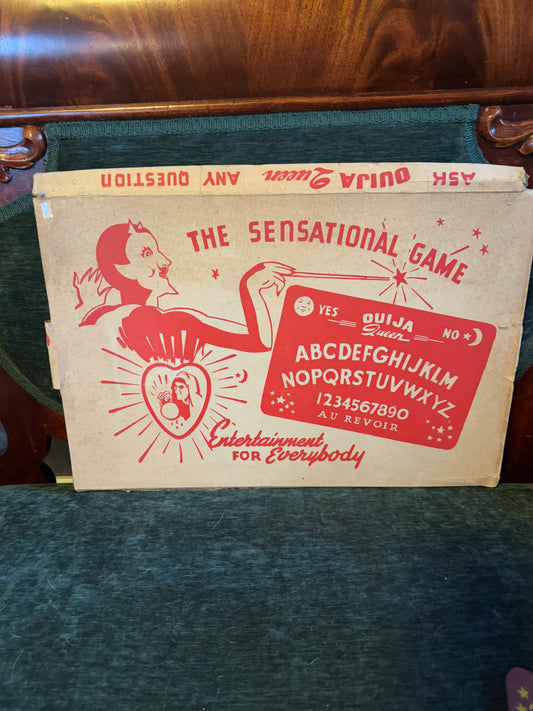 ASK OUIJA Queen ANY QUESTION
THE SENSATIONAL GAME
YES OUIJA NO
Queen
ABCDEFGHIJKLM
NOPQRSTUVWXYZ
1234567890
AU REVOIR
Entertainment
FOR Everybody